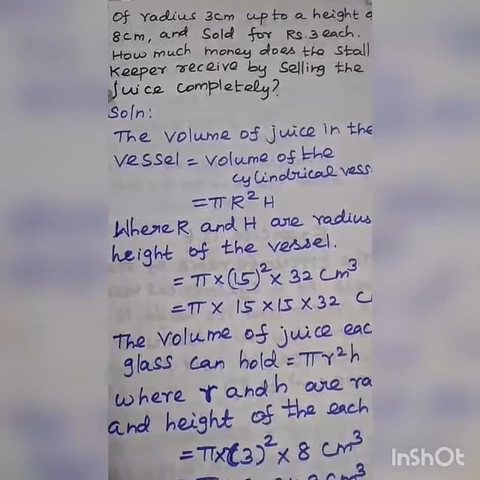 Of radius 3cm up to a height
8cm, and Sold for Rs.3 each.
How much money does the Stall
Keeper receive by Selling the
Juice completely?
Soln:
The volume of juice in the
vessel = volume of the
cylindrical vess
= πR²H
Where R and H are radius
height of the vessel.
= π×(15)² × 32 cm³
= π × 15 ×15 × 32 c
The volume of juice eac
glass can hold = πr²h
where r and h are ra
and height of the each
= π×(3)² × 8 cm³
InShOt